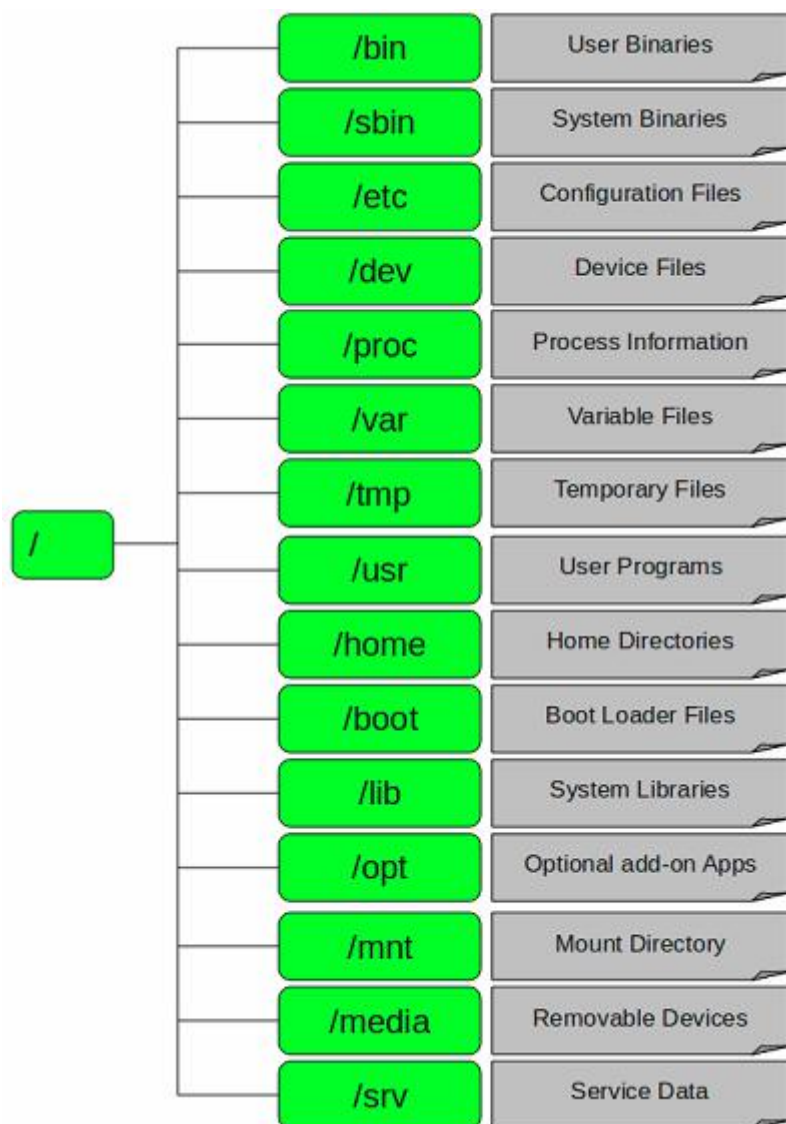 /bin User Binaries
/sbin System Binaries
/etc Configuration Files
/dev Device Files
/proc Process Information
/var Variable Files
/tmp Temporary Files
/
/usr User Programs
/home Home Directories
/boot Boot Loader Files
/lib System Libraries
/opt Optional add-on Apps
/mnt Mount Directory
/media Removable Devices
/srv Service Data